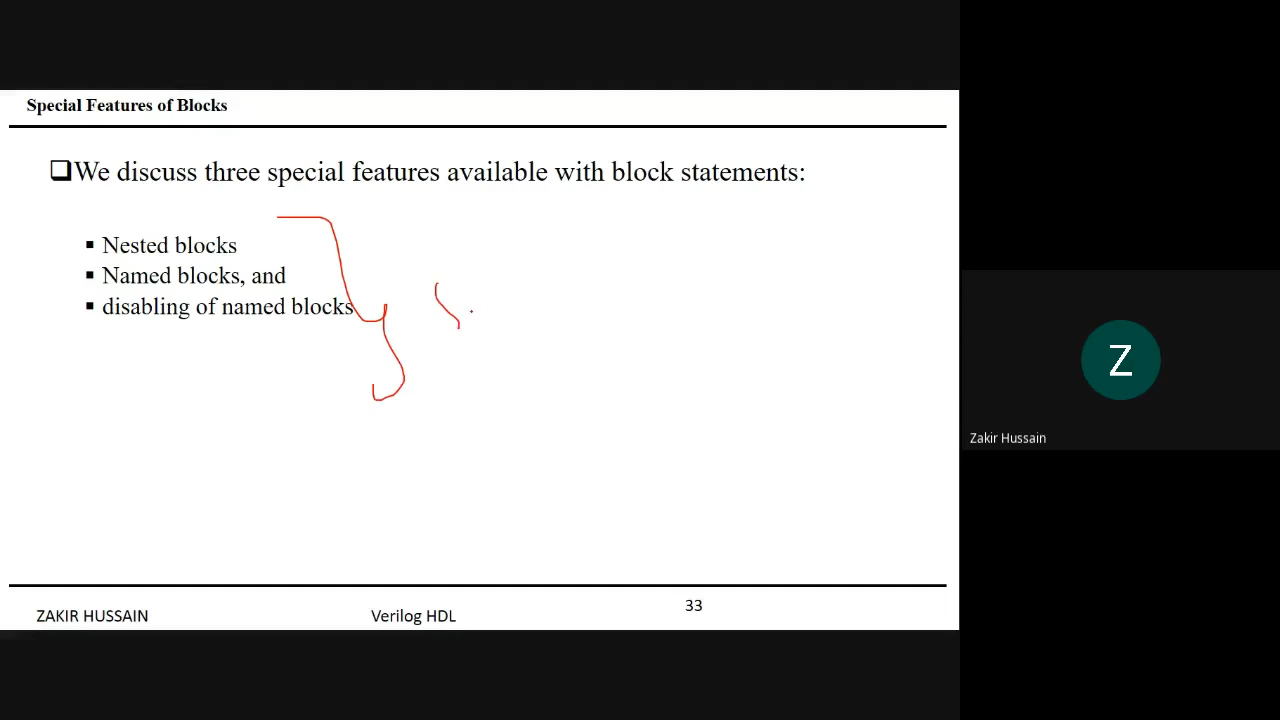 Special Features of Blocks
❑We discuss three special features available with block statements:
▪ Nested blocks
▪ Named blocks, and
▪ disabling of named blocks
ZAKIR HUSSAIN Verilog HDL 33
Z
Zakir Hussain